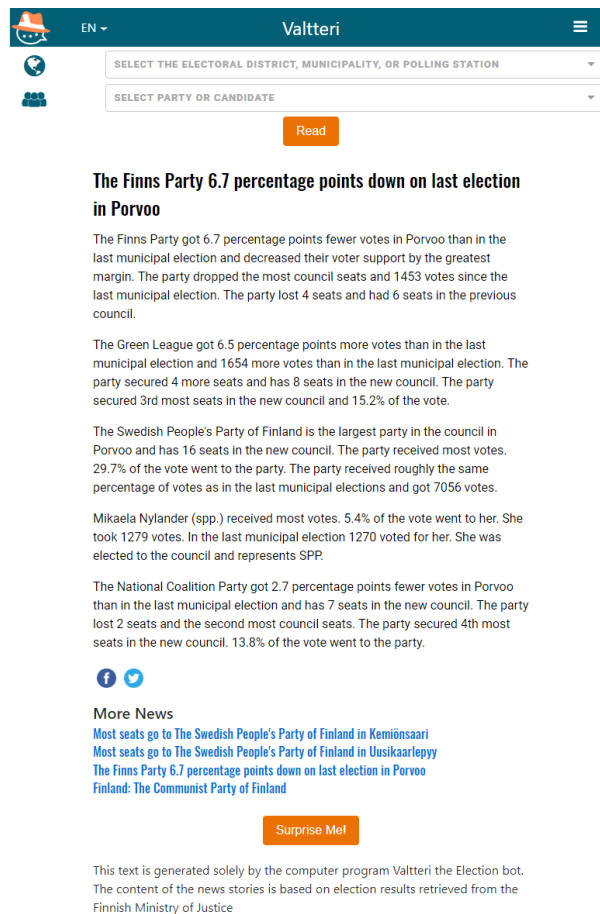 EN
Valtteri
SELECT THE ELECTORAL DISTRICT, MUNICIPALITY, OR POLLING STATION
SELECT PARTY OR CANDIDATE
Read
The Finns Party 6.7 percentage points down on last election
in Porvoo
The Finns Party got 6.7 percentage points fewer votes in Porvoo than in the
last municipal election and decreased their voter support by the greatest
margin. The party dropped the most council seats and 1453 votes since the
last municipal election. The party lost 4 seats and had 6 seats in the previous
council.
The Green League got 6.5 percentage points more votes than in the last
municipal election and 1654 more votes than in the last municipal election. The
party secured 4 more seats and has 8 seats in the new council. The party
secured 3rd most seats in the new council and 15.2% of the vote.
The Swedish People's Party of Finland is the largest party in the council in
Porvoo and has 16 seats in the new council. The party received most votes.
29.7% of the vote went to the party. The party received roughly the same
percentage of votes as in the last municipal elections and got 7056 votes.
Mikaela Nylander (spp.) received most votes. 5.4% of the vote went to her. She
took 1279 votes. In the last municipal election 1270 voted for her. She was
elected to the council and represents SPP.
The National Coalition Party got 2.7 percentage points fewer votes in Porvoo
than in the last municipal election and has 7 seats in the new council. The party
lost 2 seats and the second most council seats. The party secured 4th most
seats in the new council. 13.8% of the vote went to the party.
More News
Most seats go to The Swedish People's Party of Finland in Kemiönsaari
Most seats go to The Swedish People's Party of Finland in Uusikaarlepyy
The Finns Party 6.7 percentage points down on last election in Porvoo
Finland: The Communist Party of Finland
Surprise Me!
This text is generated solely by the computer program Valtteri the Election bot.
The content of the news stories is based on election results retrieved from the
Finnish Ministry of Justice